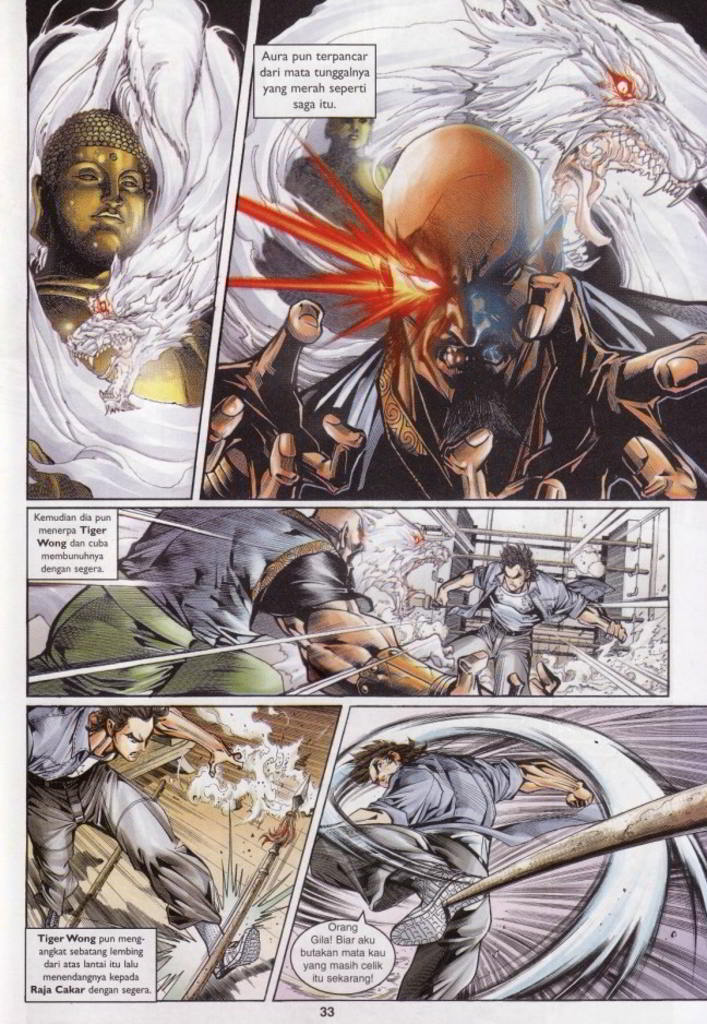 Aura pun terpancar
dari mata tunggalnya
yang merah seperti
saga itu.
Kemudian dia pun
menerpa Tiger
Wong dan cuba
membunuhnya
dengan segera.
Tiger Wong pun meng-
angkat sebatang lembing
dari atas lantai itu lalu
menendangnya kepada
Raja Cakar dengan segera.
Orang
Gila! Biar aku
butakan mata kau
yang masih celik
itu sekarang!
33